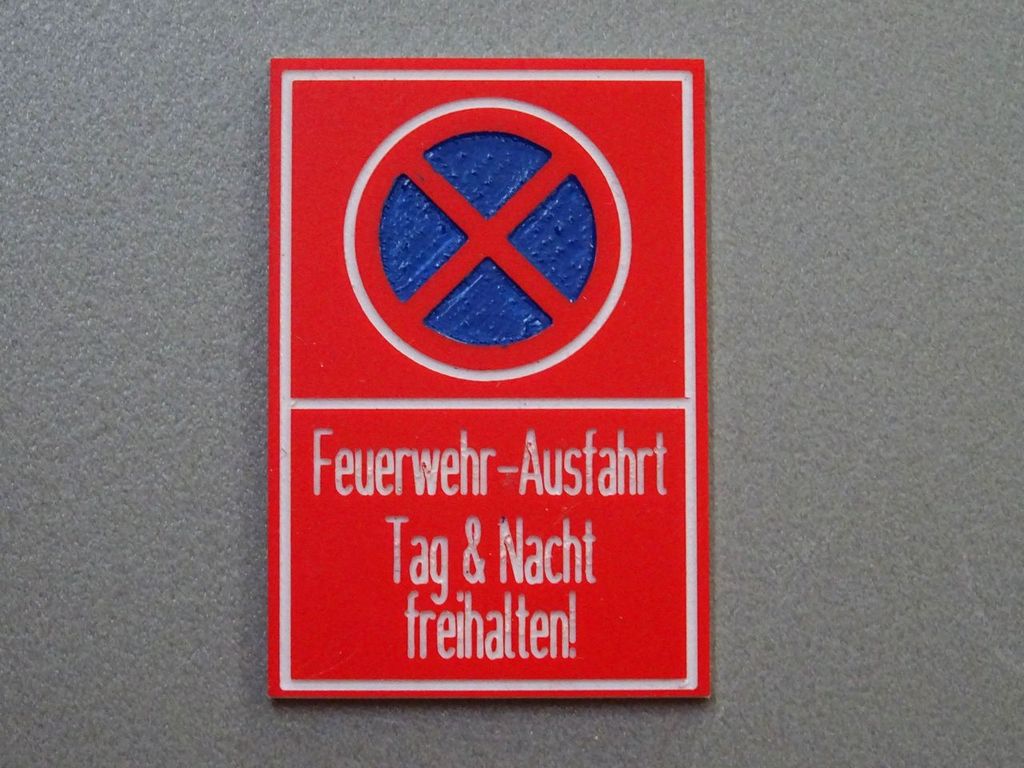 Feuerwehr-Ausfahrt
Tag & Nacht
freihalten!